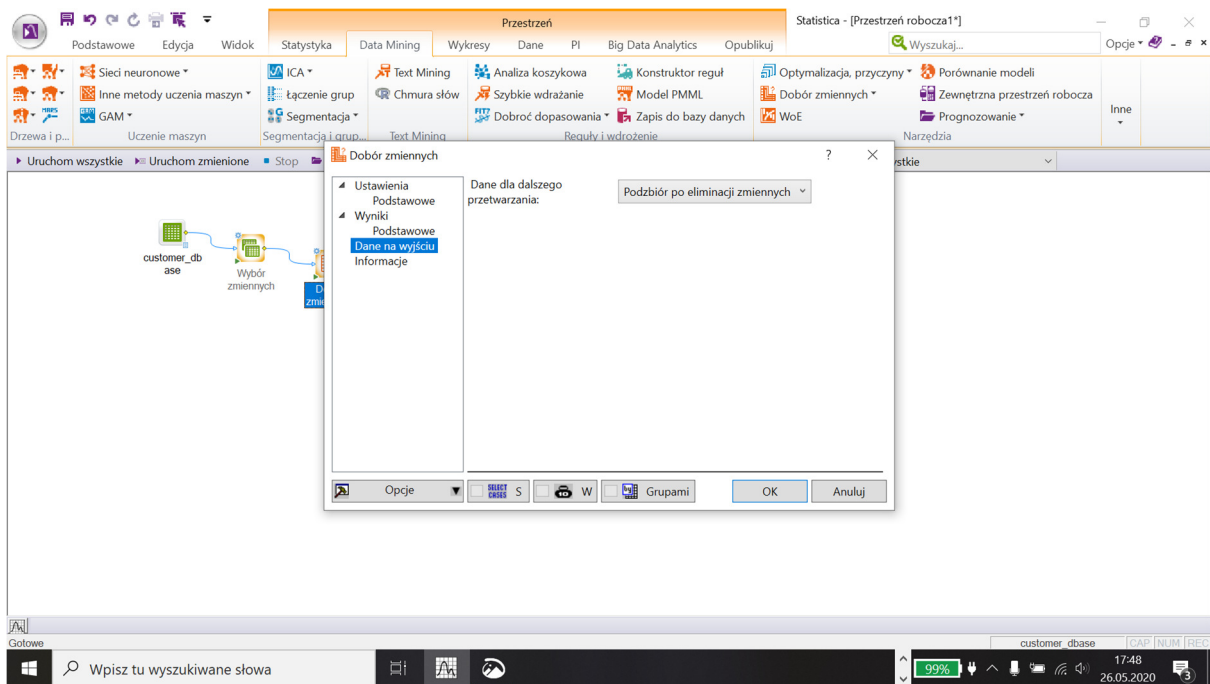 Przestrzeń
Statistica - [Przestrzeń robocza1*]
Podstawowe Edycja Widok Statystyka Data Mining Wykresy Dane PI Big Data Analytics Opublikuj Wyszukaj... Opcje
Sieci neuronowe ICA Text Mining Analiza koszykowa Konstruktor reguł Optymalizacja, przyczyny Porównanie modeli
Inne metody uczenia maszyn Łączenie grup Chmura słów Szybkie wdrażanie Model PMML Dobór zmiennych Zewnętrzna przestrzeń robocza
MARS GAM Segmentacja FIT? Dobroć dopasowania Zapis do bazy danych WoE Prognozowanie
Inne
Drzewa i p... Uczenie maszyn Segmentacja i grup... Text Mining Reguły i wdrożenie Narzędzia
Uruchom wszystkie Uruchom zmienione Stop
stkie
Dobór zmiennych ?
Ustawienia
Podstawowe
Wyniki
Podstawowe
Dane na wyjściu
Informacje
Dane dla dalszego
przetwarzania:
Podzbiór po eliminacji zmiennych
customer_db
ase
Wybór
zmiennych
D
zmie
Opcje SELECT CASES S W by Grupami OK Anuluj
Gotowe customer_dbase CAP NUM REC
Wpisz tu wyszukiwane słowa
99%
17:48
26.05.2020
3